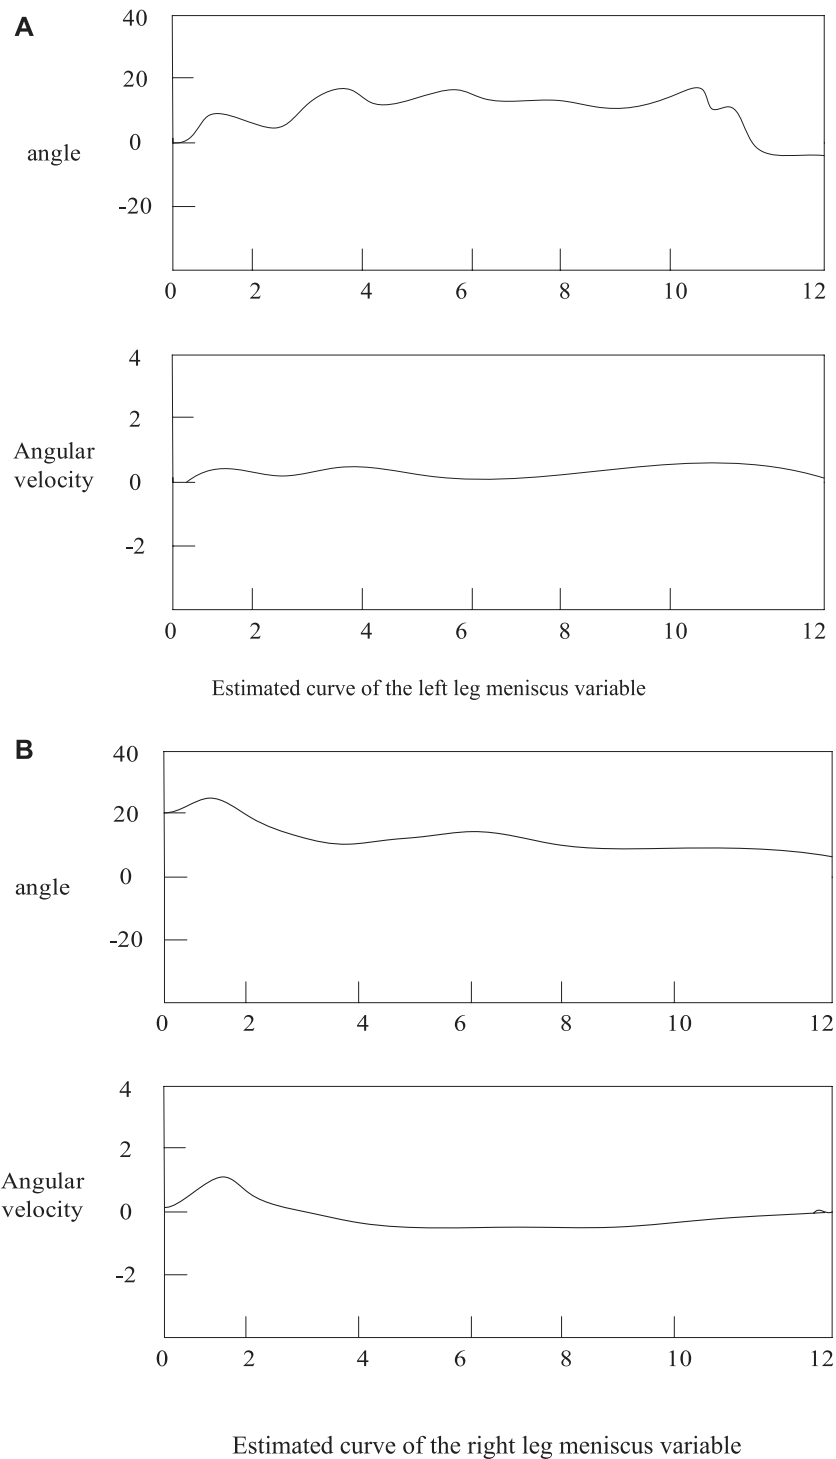 A
40
20
0
-20
angle
0 2 4 6 8 10 12
4
2
0
-2
Angular
velocity
0 2 4 6 8 10 12
Estimated curve of the left leg meniscus variable
B
40
20
0
-20
angle
0 2 4 6 8 10 12
4
2
0
-2
Angular
velocity
0 2 4 6 8 10 12
Estimated curve of the right leg meniscus variable